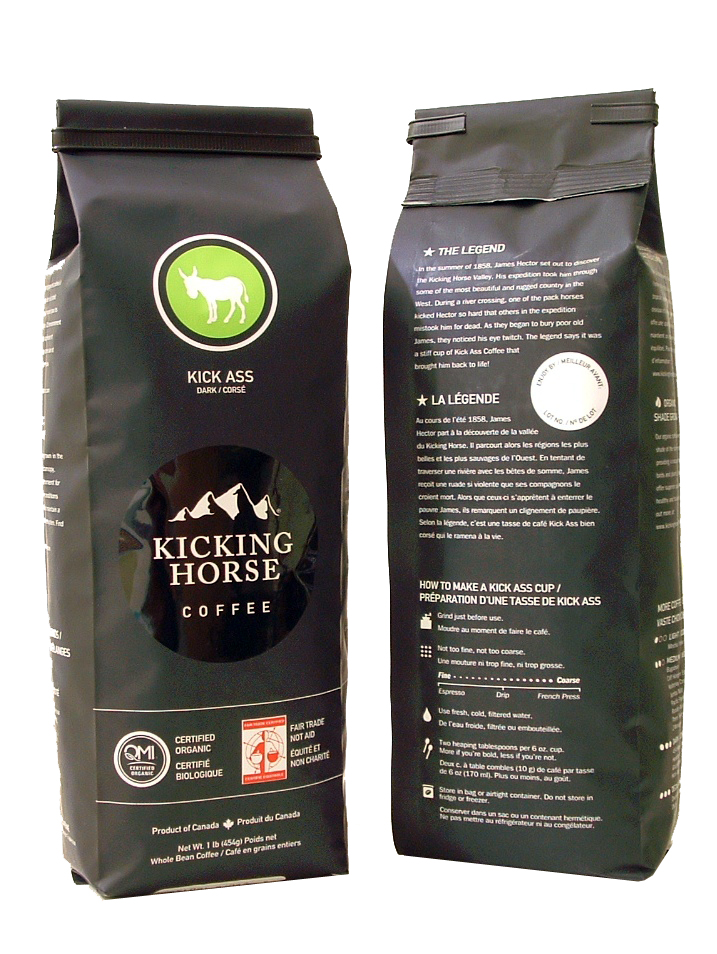 KICK ASS
DARK / CORSÉ
KICKING
HORSE
COFFEE
QMI
CERTIFIED
ORGANIC
CERTIFIED
ORGANIC
CERTIFIÉ
BIOLOGIQUE
FAIR TRADE CERTIFIED
CERTIFIÉ ÉQUITABLE
FAIR TRADE
NOT AID
ÉQUITÉ ET
NON CHARITÉ
Product of Canada Produit du Canada
Net Wt. 1 lb (454g) Poids net
Whole Bean Coffee / Café en grains entiers
★ THE LEGEND
In the summer of 1858, James Hector set out to discover
the Kicking Horse Valley. His expedition took him through
some of the most beautiful and rugged country in the
West. During a river crossing, one of the pack horses
kicked Hector so hard that others in the expedition
mistook him for dead. As they began to bury poor old
James, they noticed his eye twitch. The legend says it was
a stiff cup of Kick Ass Coffee that
brought him back to life!
ENJOY BY · MEILLEUR AVANT:
LOT NO. / Nº DE LOT
★ LA LÉGENDE
Au cours de l'été 1858, James
Hector part à la découverte de la vallée
du Kicking Horse. Il parcourt alors les régions les plus
belles et les plus sauvages de l'Ouest. En tentant de
traverser une rivière avec les bêtes de somme, James
reçoit une ruade si violente que ses compagnons le
croient mort. Alors que ceux-ci s'apprêtent à enterrer le
pauvre James, ils remarquent un clignement de paupière.
Selon la légende, c'est une tasse de café Kick Ass bien
corsé qui le ramena à la vie.
HOW TO MAKE A KICK ASS CUP /
PRÉPARATION D'UNE TASSE DE KICK ASS
Grind just before use.
Moudre au moment de faire le café.
Not too fine, not too coarse.
Une mouture ni trop fine, ni trop grosse.
Fine Coarse
Espresso Drip French Press
Use fresh, cold, filtered water.
De l'eau froide, filtrée ou embouteillée.
Two heaping tablespoons per 6 oz. cup.
More if you're bold, less if you're not.
Deux c. à table combles (10 g) de café par tasse
de 6 oz (170 ml). Plus ou moins, au goût.
Store in bag or airtight container. Do not store in
fridge or freezer.
Conserver dans un sac ou un contenant hermétique.
Ne pas mettre au réfrigérateur ni au congélateur.